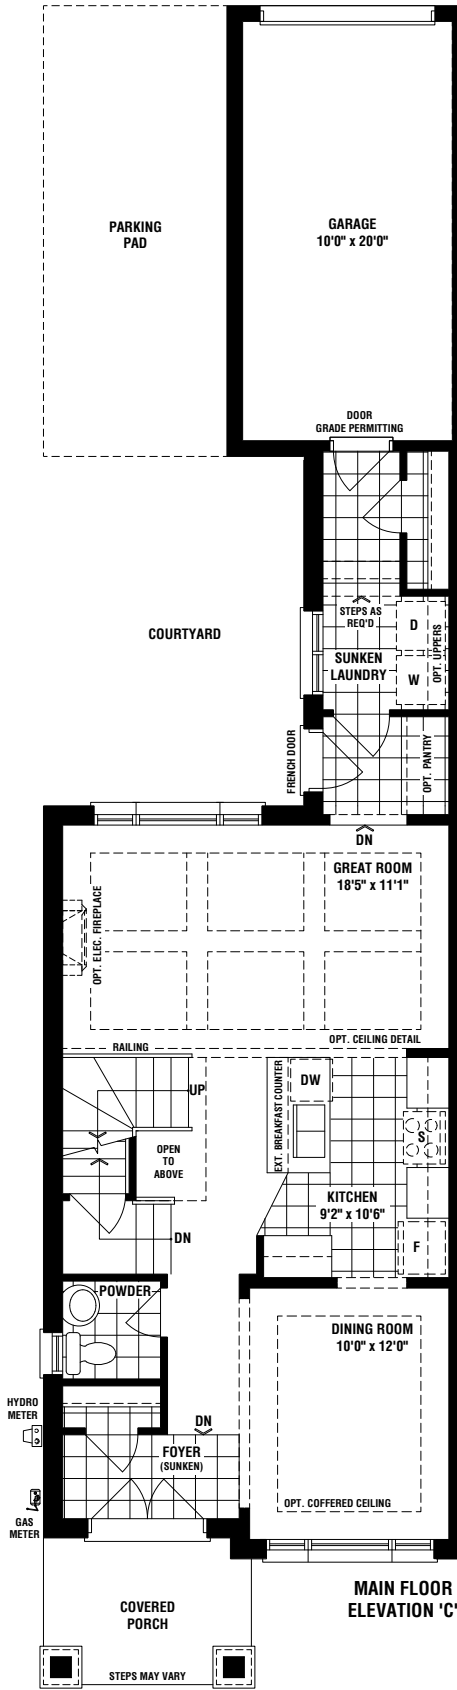 PARKING
PAD
GARAGE
10'0" x 20'0"
DOOR
GRADE PERMITTING
COURTYARD
STEPS AS
REQ'D
D
W
OPT. UPPERS
SUNKEN
LAUNDRY
FRENCH DOOR
OPT. PANTRY
DN
GREAT ROOM
18'5" x 11'1"
OPT. ELEC. FIREPLACE
OPT. CEILING DETAIL
RAILING
UP
OPEN
TO
ABOVE
DN
EXT. BREAKFAST COUNTER
DW
S
KITCHEN
9'2" x 10'6"
F
POWDER
DINING ROOM
10'0" x 12'0"
HYDRO
METER
DN
FOYER
(SUNKEN)
OPT. COFFERED CEILING
GAS
METER
MAIN FLOOR
ELEVATION 'C'
COVERED
PORCH
STEPS MAY VARY